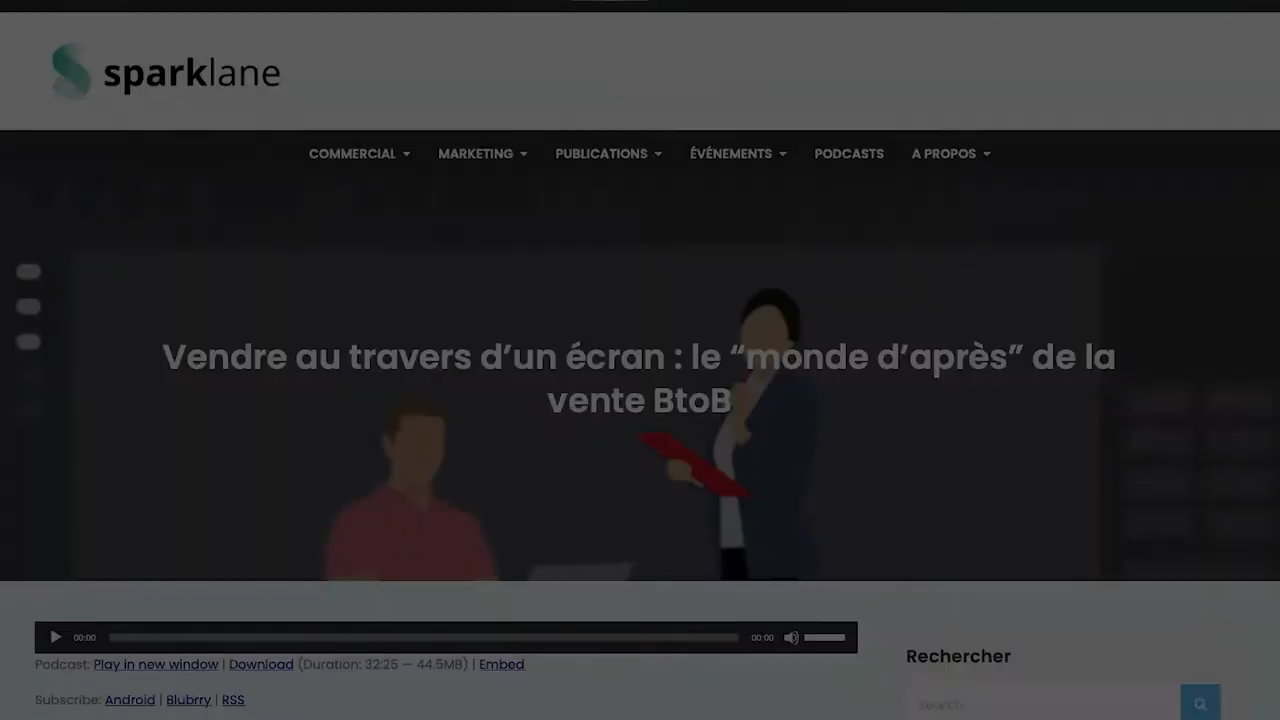 sparklane
COMMERCIAL MARKETING PUBLICATIONS ÉVÉNEMENTS PODCASTS A PROPOS
Vendre au travers d’un écran : le “monde d’après” de la
vente BtoB
00:00 00:00
Podcast: Play in new window | Download (Duration: 32:25 — 44.5MB) | Embed
Rechercher
Subscribe: Android | Blubrry | RSS
Search